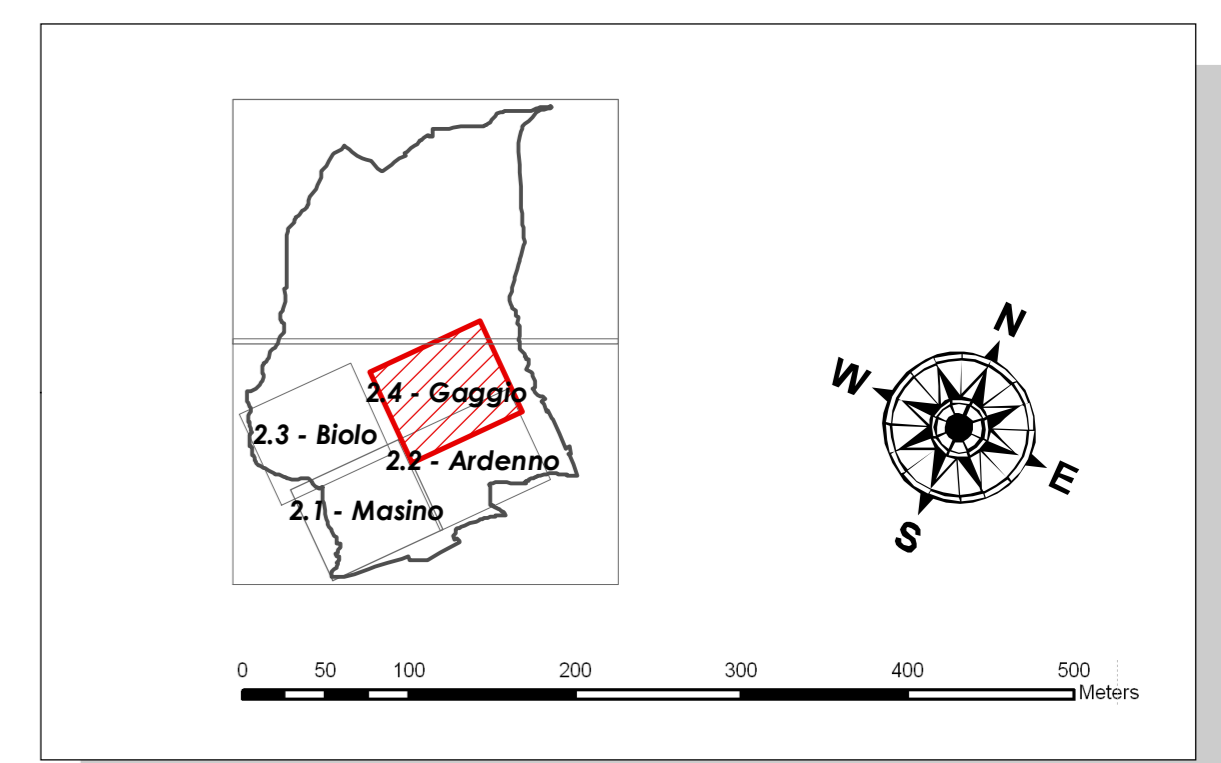 2.4 - Gaggio
2.3 - Biolo
2.2 - Ardenno
2.1 - Masino
N
W
E
S
0 50 100 200 300 400 500
Meters